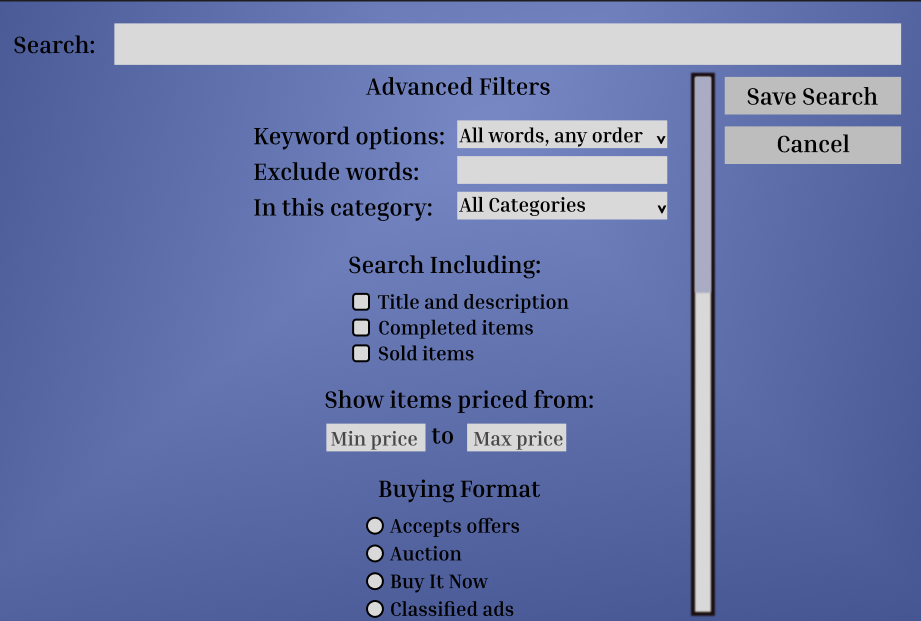 Search:
Advanced Filters
Save Search
Keyword options: All words, any order v
Cancel
Exclude words:
In this category: All Categories v
Search Including:
Title and description
Completed items
Sold items
Show items priced from:
Min price to Max price
Buying Format
Accepts offers
Auction
Buy It Now
Classified ads